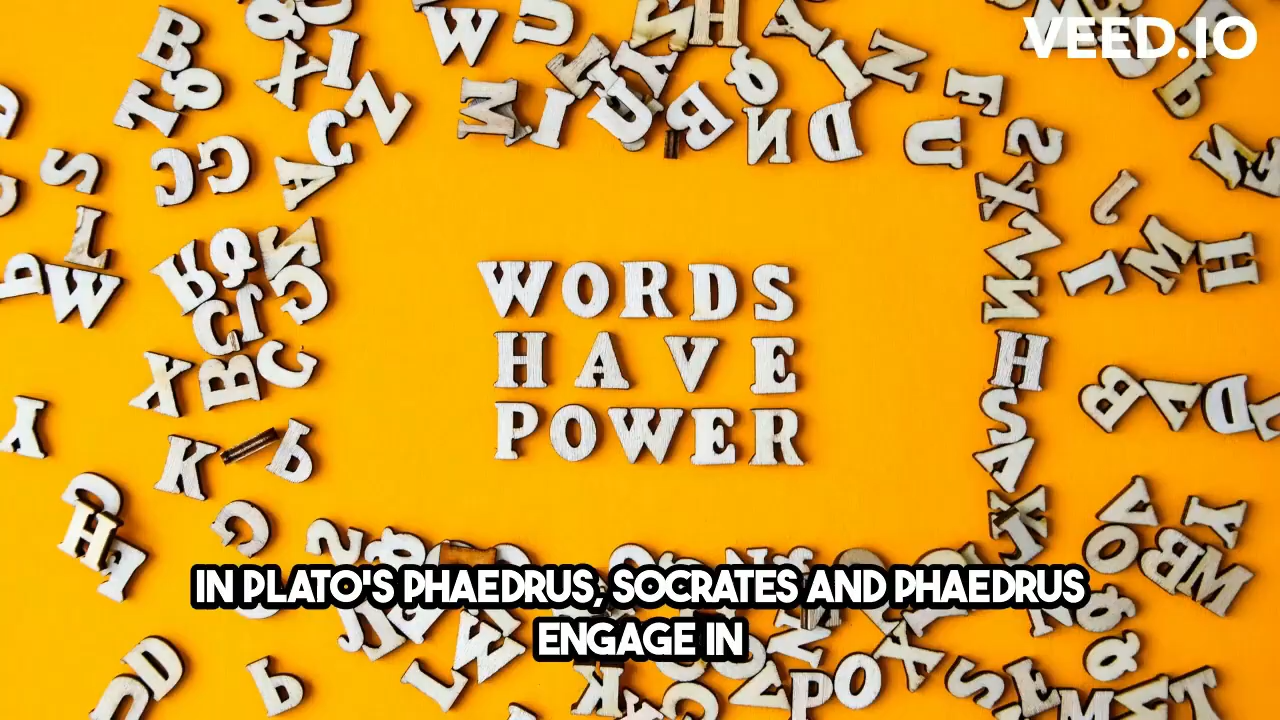 VEED.IO
WORDS
HAVE
POWER
IN PLATO'S PHAEDRUS, SOCRATES AND PHAEDRUS
ENGAGE IN